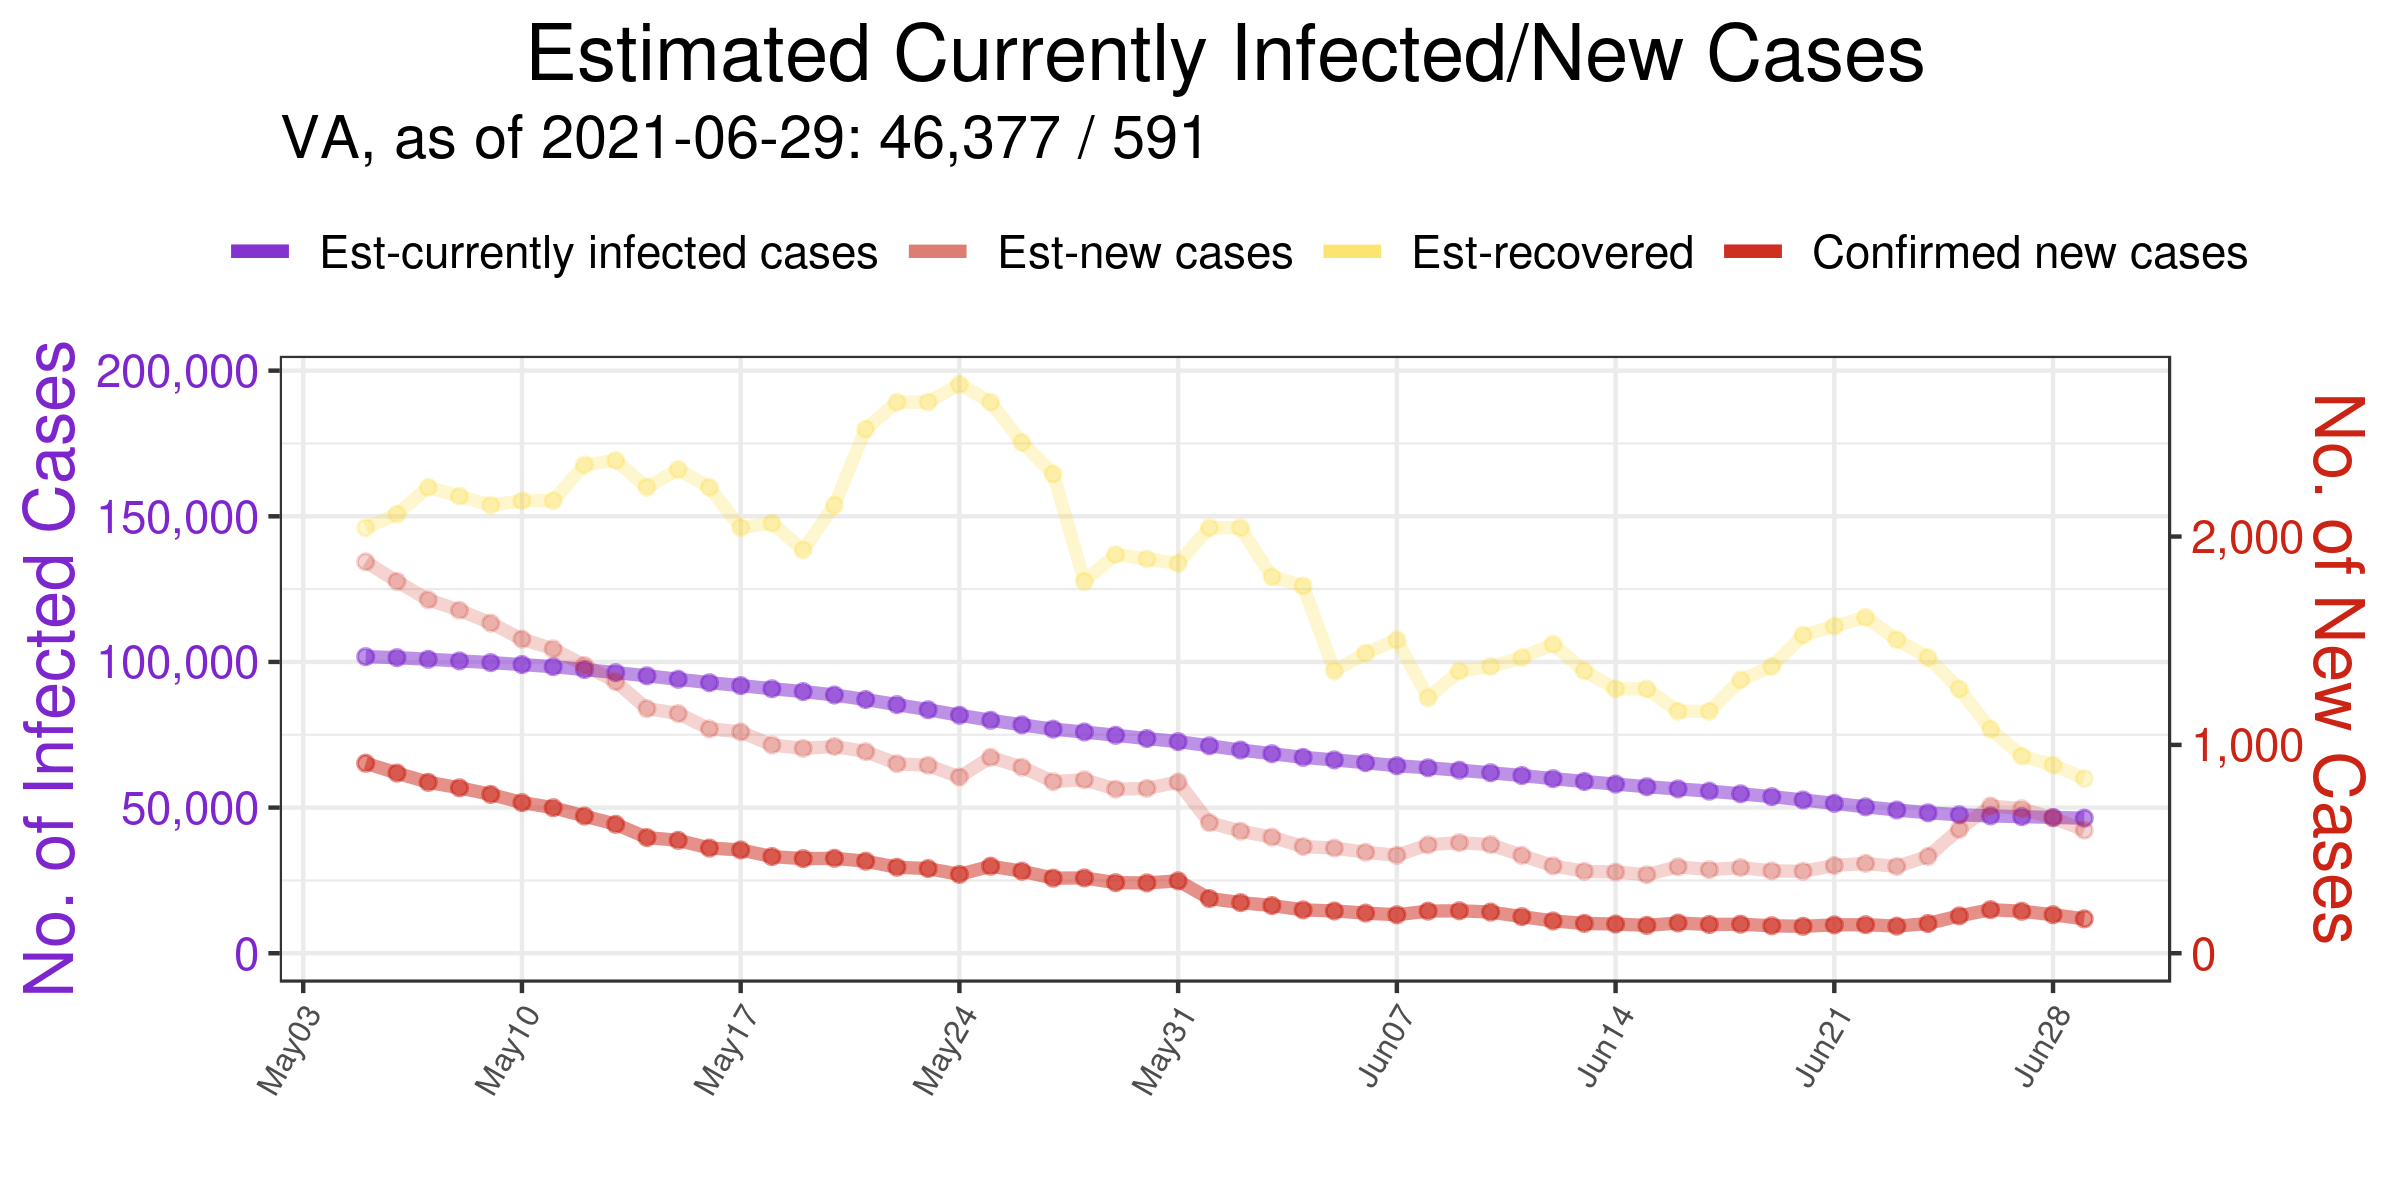 Estimated Currently Infected/New Cases
VA, as of 2021-06-29: 46,377 / 591
Est-currently infected cases
Est-new cases
Est-recovered
Confirmed new cases
No. of Infected Cases
200,000
150,000
100,000
50,000
0
No. of New Cases
2,000
1,000
0
May03
May10
May17
May24
May31
Jun07
Jun14
Jun21
Jun28